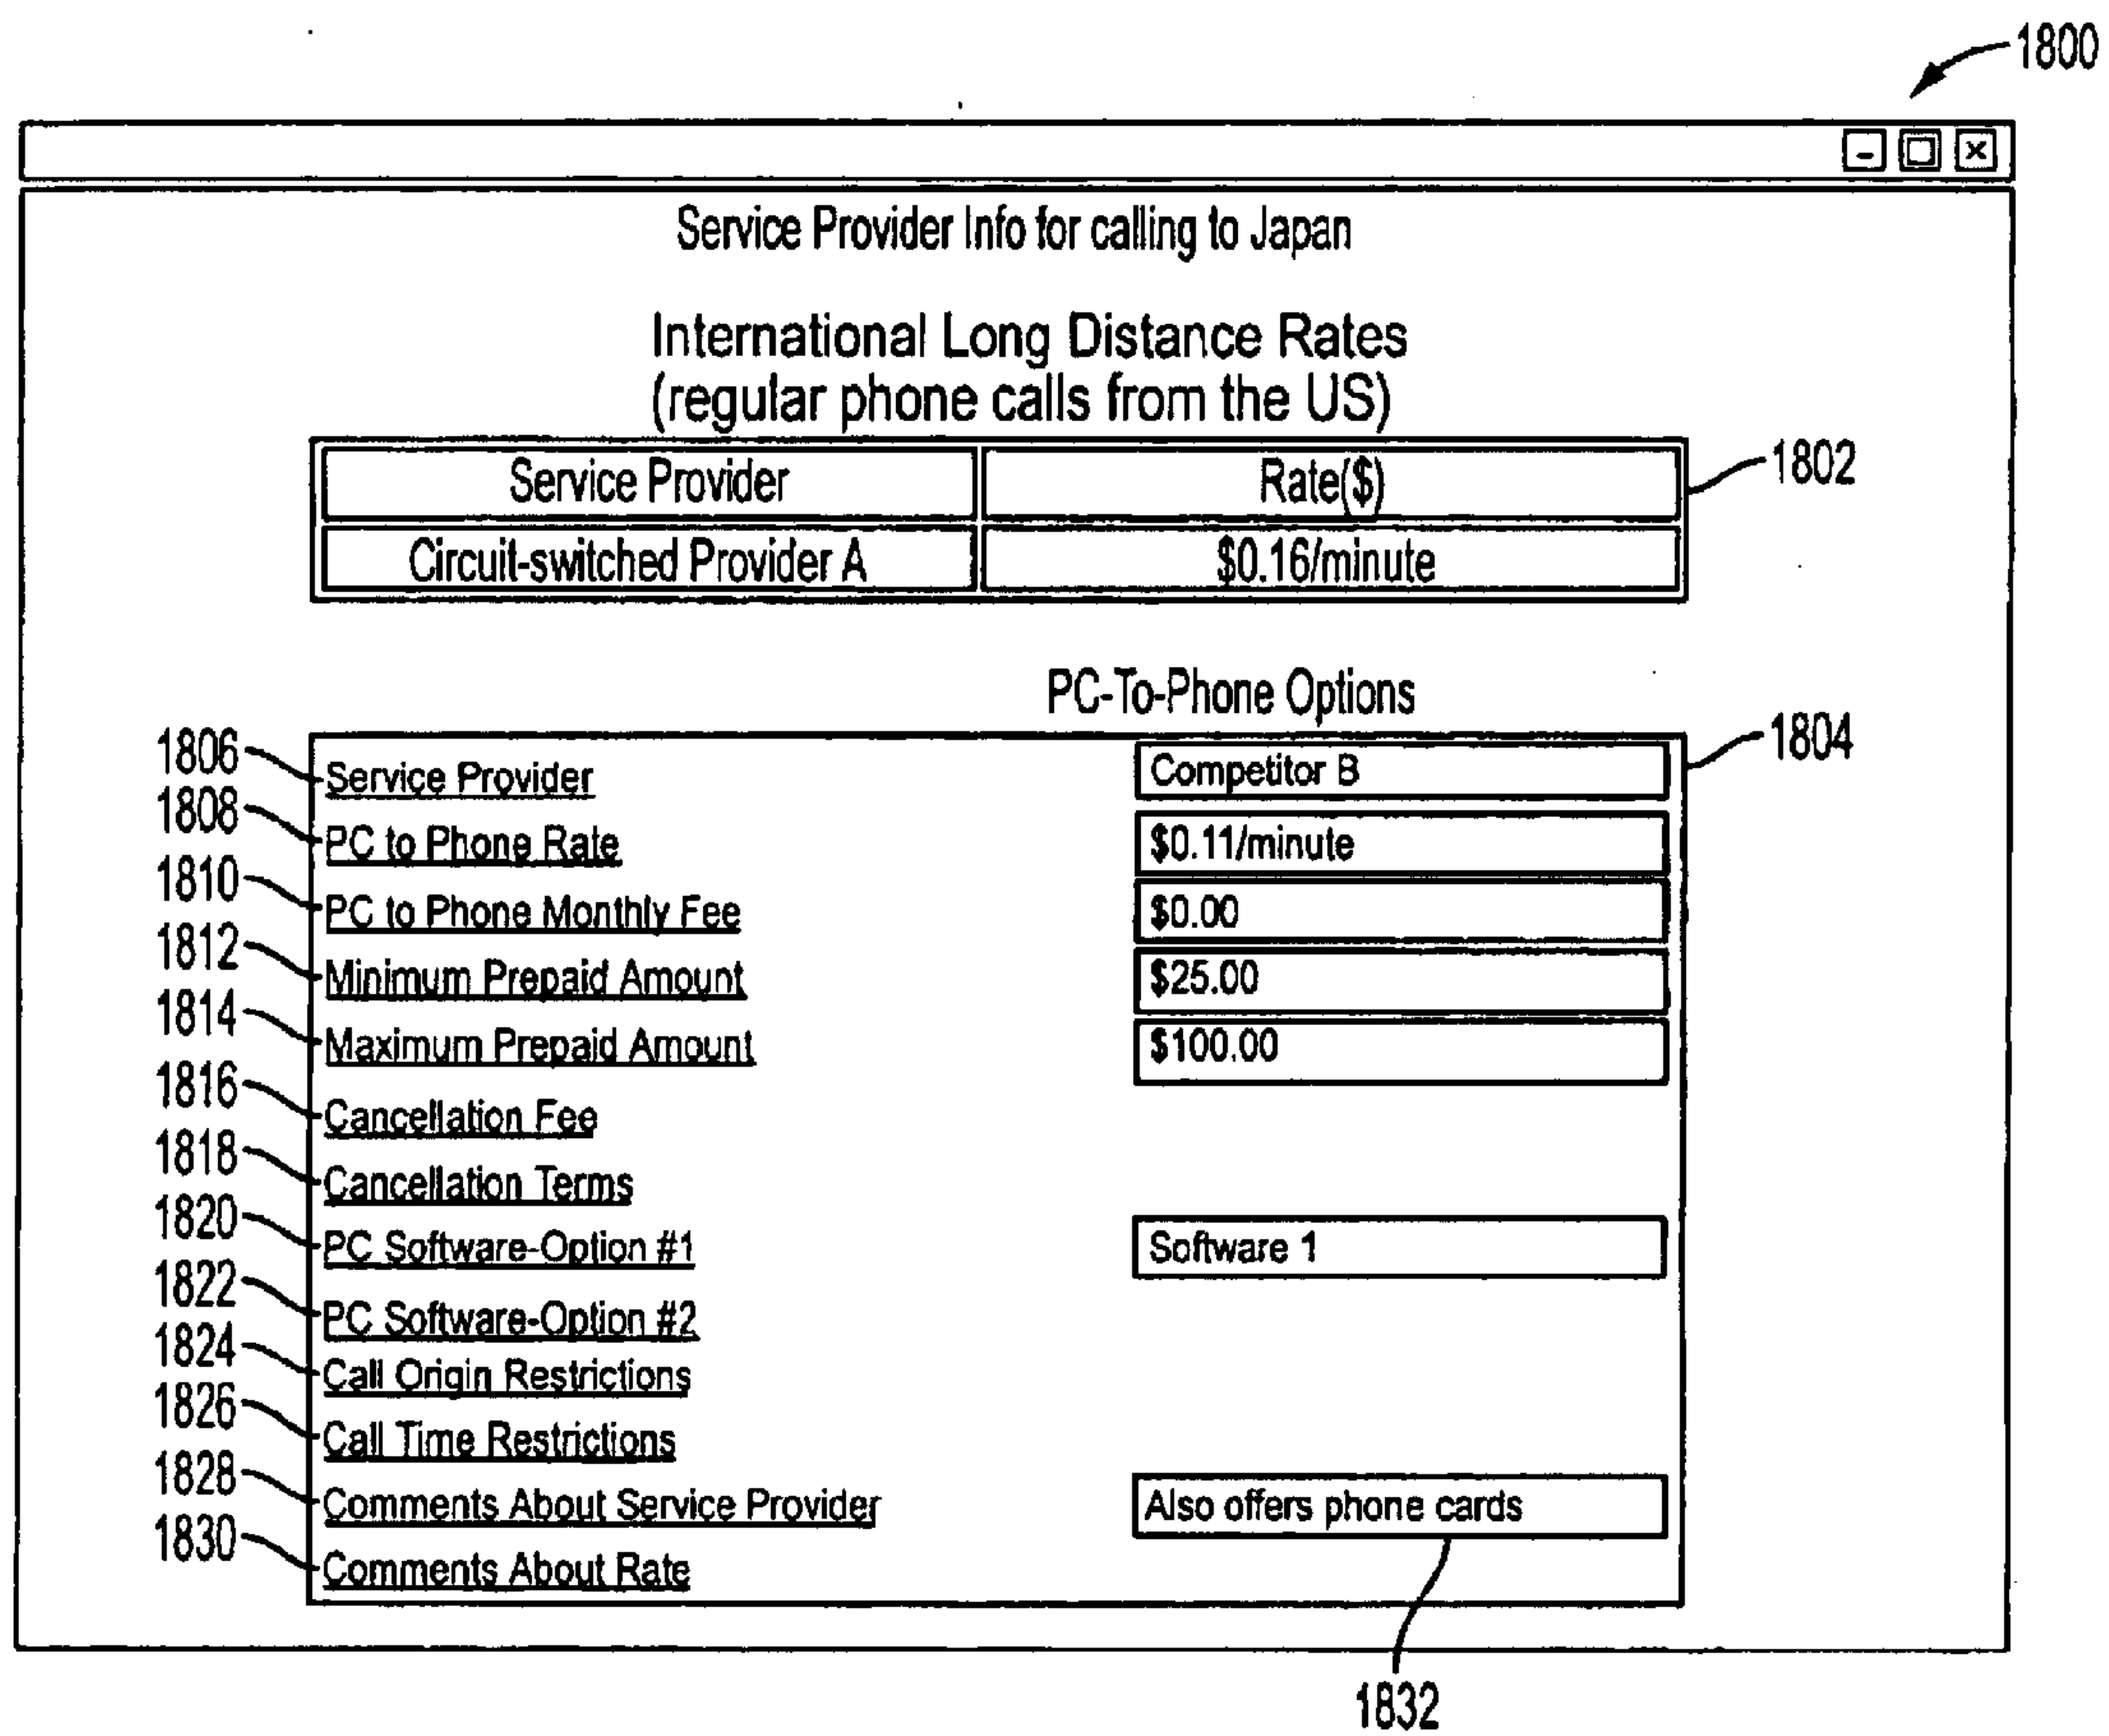 1800
Service Provider Info for calling to Japan
International Long Distance Rates
(regular phone calls from the US)
Service Provider Rate($) 1802
Circuit-switched Provider A $0.16/minute
PC-To-Phone Options
1804
1806 Service Provider Competitor B
1808 PC to Phone Rate $0.11/minute
1810 PC to Phone Monthly Fee $0.00
1812 Minimum Prepaid Amount $25.00
1814 Maximum Prepaid Amount $100.00
1816 Cancellation Fee
1818 Cancellation Terms
1820 PC Software-Option #1 Software 1
1822 PC Software-Option #2
1824 Call Origin Restrictions
1826 Call Time Restrictions
1828 Comments About Service Provider Also offers phone cards
1830 Comments About Rate
1832